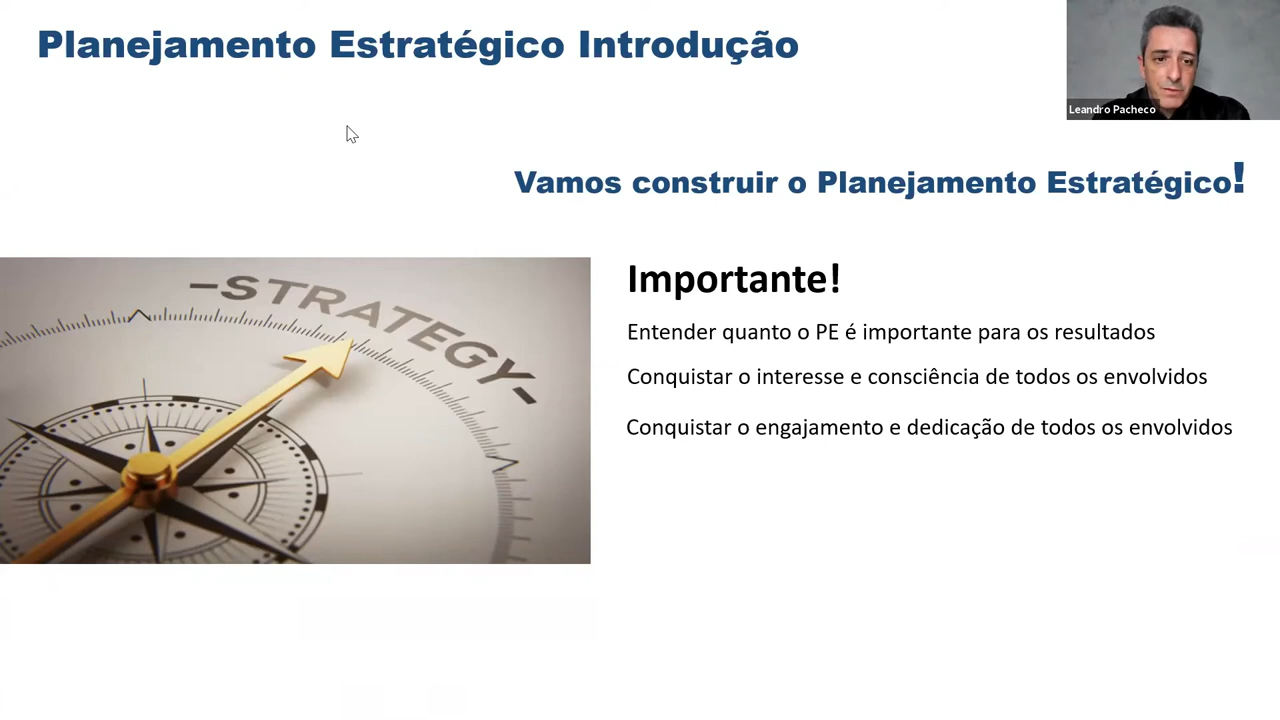 Planejamento Estratégico Introdução
Leandro Pacheco
Vamos construir o Planejamento Estratégico!
-STRATEGY-
Importante!
Entender quanto o PE é importante para os resultados
Conquistar o interesse e consciência de todos os envolvidos
Conquistar o engajamento e dedicação de todos os envolvidos